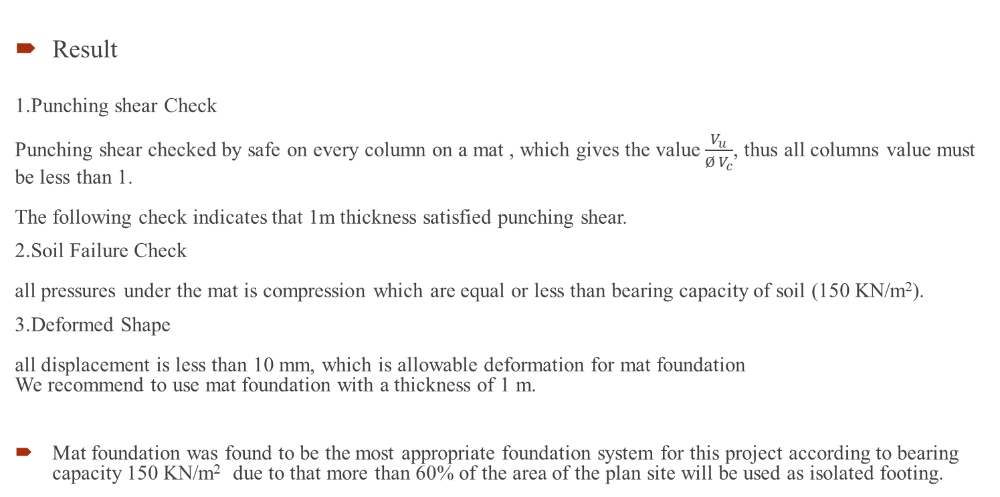 Result
1.Punching shear Check
Punching shear checked by safe on every column on a mat , which gives the value V_u/Ø V_c, thus all columns value must
be less than 1.
The following check indicates that 1m thickness satisfied punching shear.
2.Soil Failure Check
all pressures under the mat is compression which are equal or less than bearing capacity of soil (150 KN/m²).
3.Deformed Shape
all displacement is less than 10 mm, which is allowable deformation for mat foundation
We recommend to use mat foundation with a thickness of 1 m.
Mat foundation was found to be the most appropriate foundation system for this project according to bearing
capacity 150 KN/m² due to that more than 60% of the area of the plan site will be used as isolated footing.